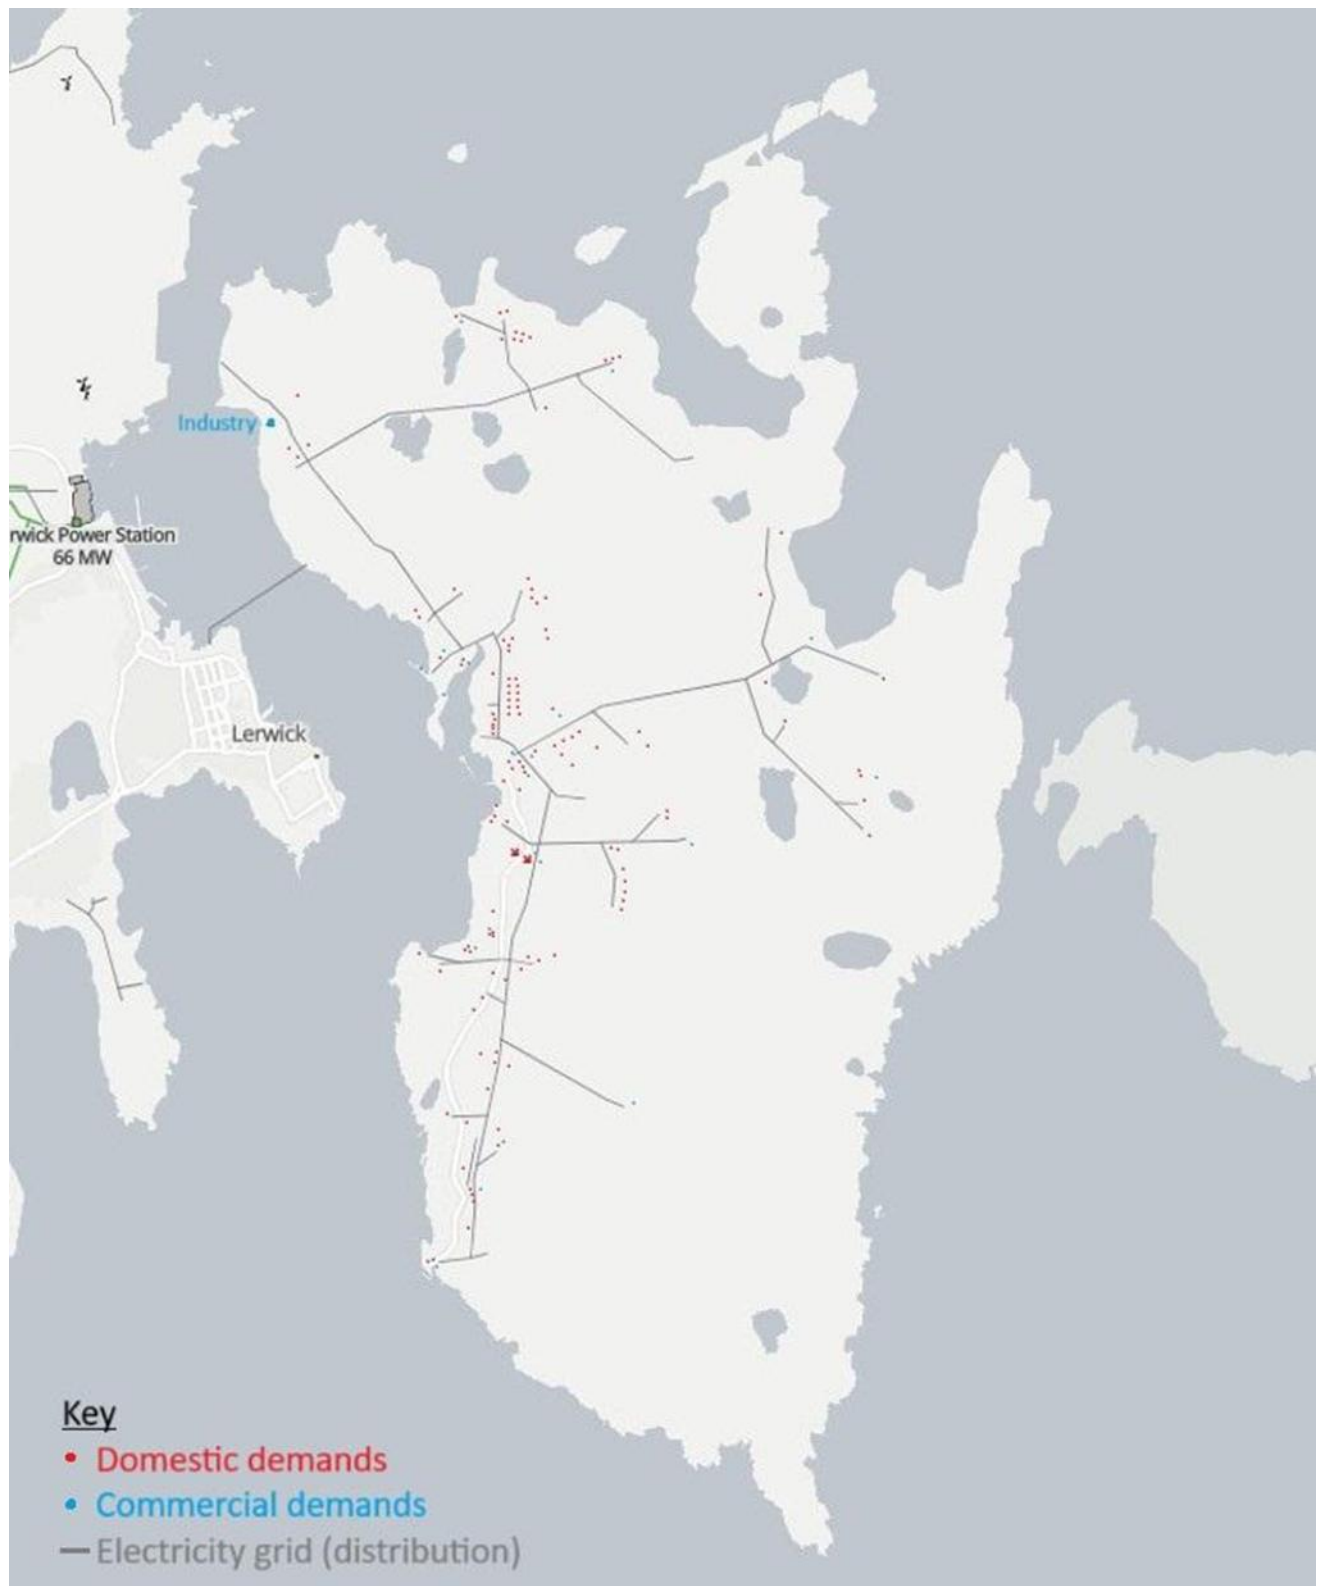 Industry
rwick Power Station
66 MW
Lerwick
Key
Domestic demands
Commercial demands
Electricity grid (distribution)